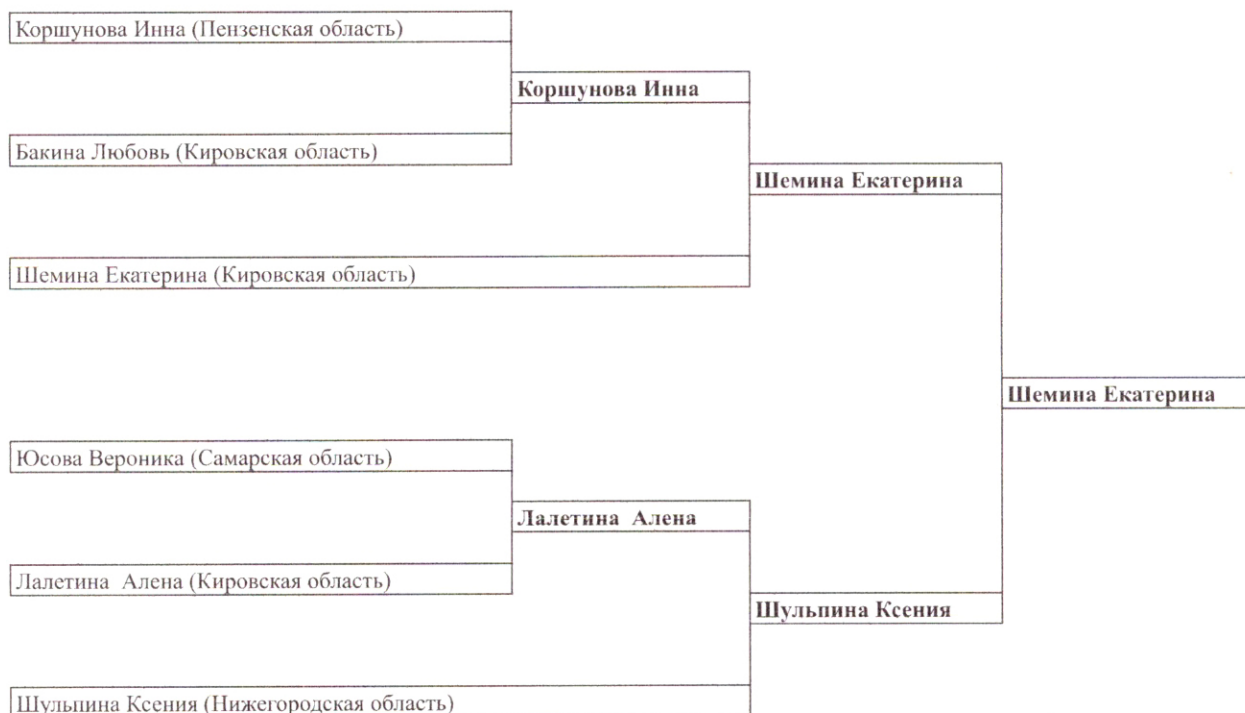 Коршунова Инна (Пензенская область)
Коршунова Инна
Бакина Любовь (Кировская область)
Шемина Екатерина
Шемина Екатерина (Кировская область)
Шемина Екатерина
Юсова Вероника (Самарская область)
Лалетина Алена
Лалетина Алена (Кировская область)
Шульпина Ксения
Шульпина Ксения (Нижегородская область)